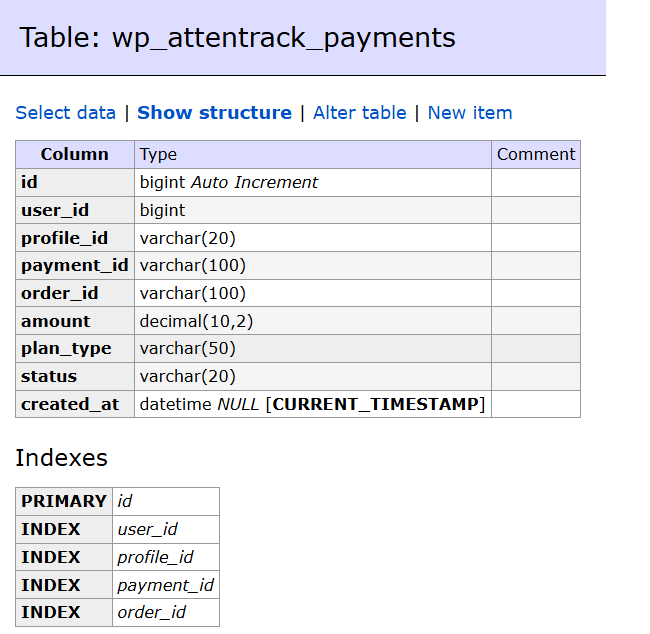 Table: wp_attentrack_payments
Select data | Show structure | Alter table | New item
Column Type Comment
id bigint Auto Increment
user_id bigint
profile_id varchar(20)
payment_id varchar(100)
order_id varchar(100)
amount decimal(10,2)
plan_type varchar(50)
status varchar(20)
created_at datetime NULL [CURRENT_TIMESTAMP]
Indexes
PRIMARY id
INDEX user_id
INDEX profile_id
INDEX payment_id
INDEX order_id